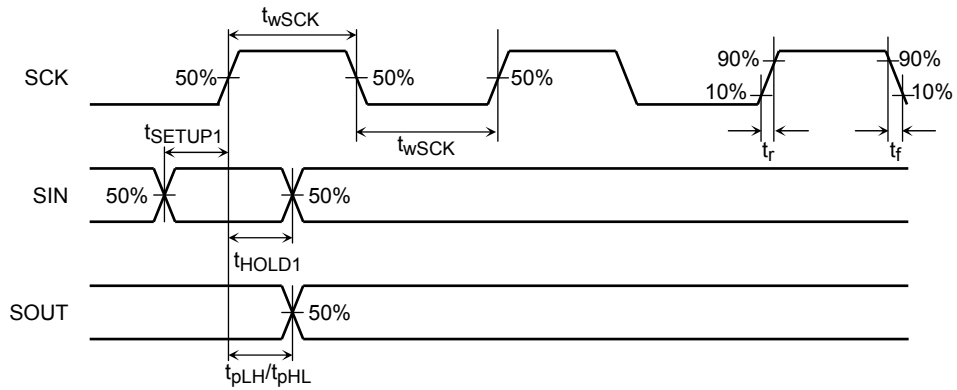 twSCK
SCK 50% 50% 50% 90% 90%
10% 10%
tSETUP1 twSCK tr tf
SIN 50% 50%
tHOLD1
SOUT 50%
tpLH/tpHL